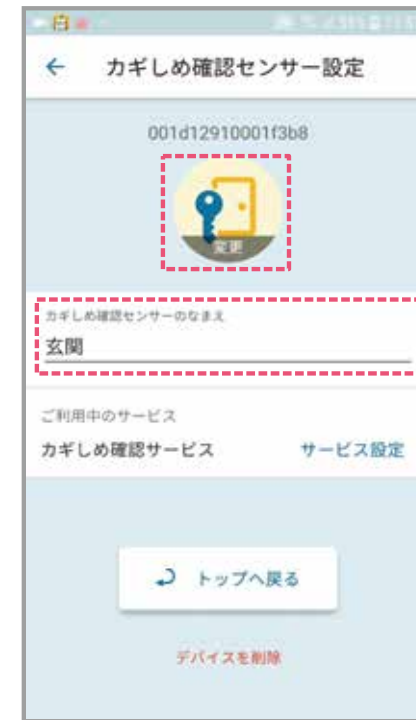 カギしめ確認センサー設定
001d12910001f3b8
変更
カギしめ確認センサーのなまえ
玄関
ご利用中のサービス
カギしめ確認サービス サービス設定
トップへ戻る
デバイスを削除